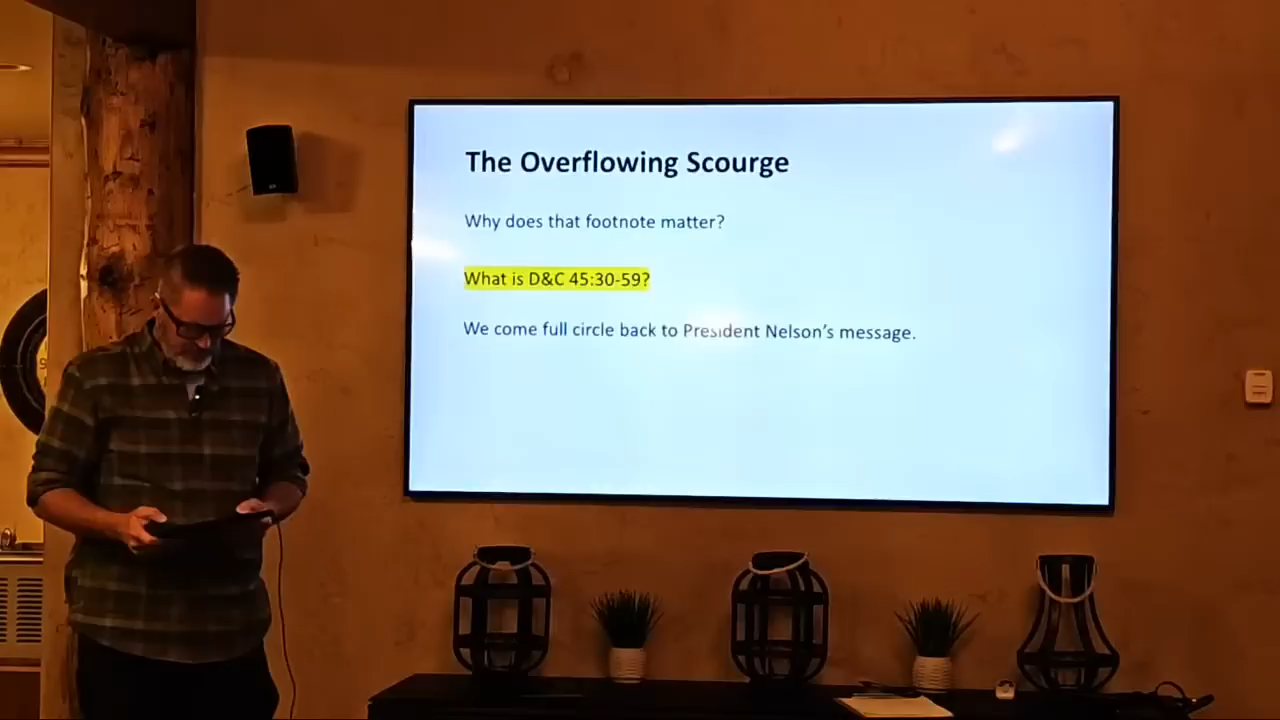 The Overflowing Scourge
Why does that footnote matter?
What is D&C 45:30-59?
We come full circle back to President Nelson's message.